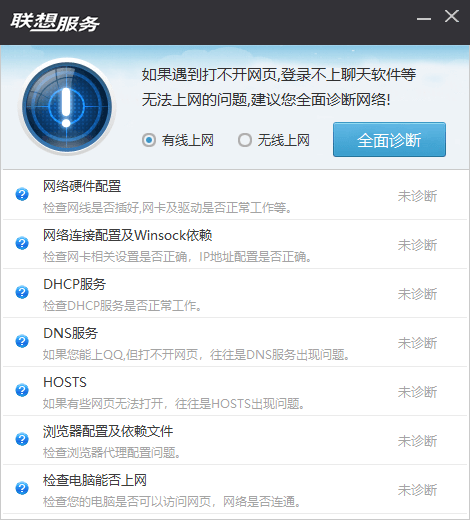 联想服务
如果遇到打不开网页,登录不上聊天软件等
无法上网的问题,建议您全面诊断网络!
有线上网 无线上网 全面诊断
网络硬件配置
检查网线是否插好,网卡及驱动是否正常工作等。
未诊断
网络连接配置及Winsock依赖
检查网卡相关设置是否正确，IP地址配置是否正确。
未诊断
DHCP服务
检查DHCP服务是否正常工作。
未诊断
DNS服务
如果您能上QQ,但打不开网页，往往是DNS服务出现问题。
未诊断
HOSTS
如果有些网页无法打开，往往是HOSTS出现问题。
未诊断
浏览器配置及依赖文件
检查浏览器代理配置问题。
未诊断
检查电脑能否上网
检查您的电脑是否可以访问网页，网络是否连通。
未诊断